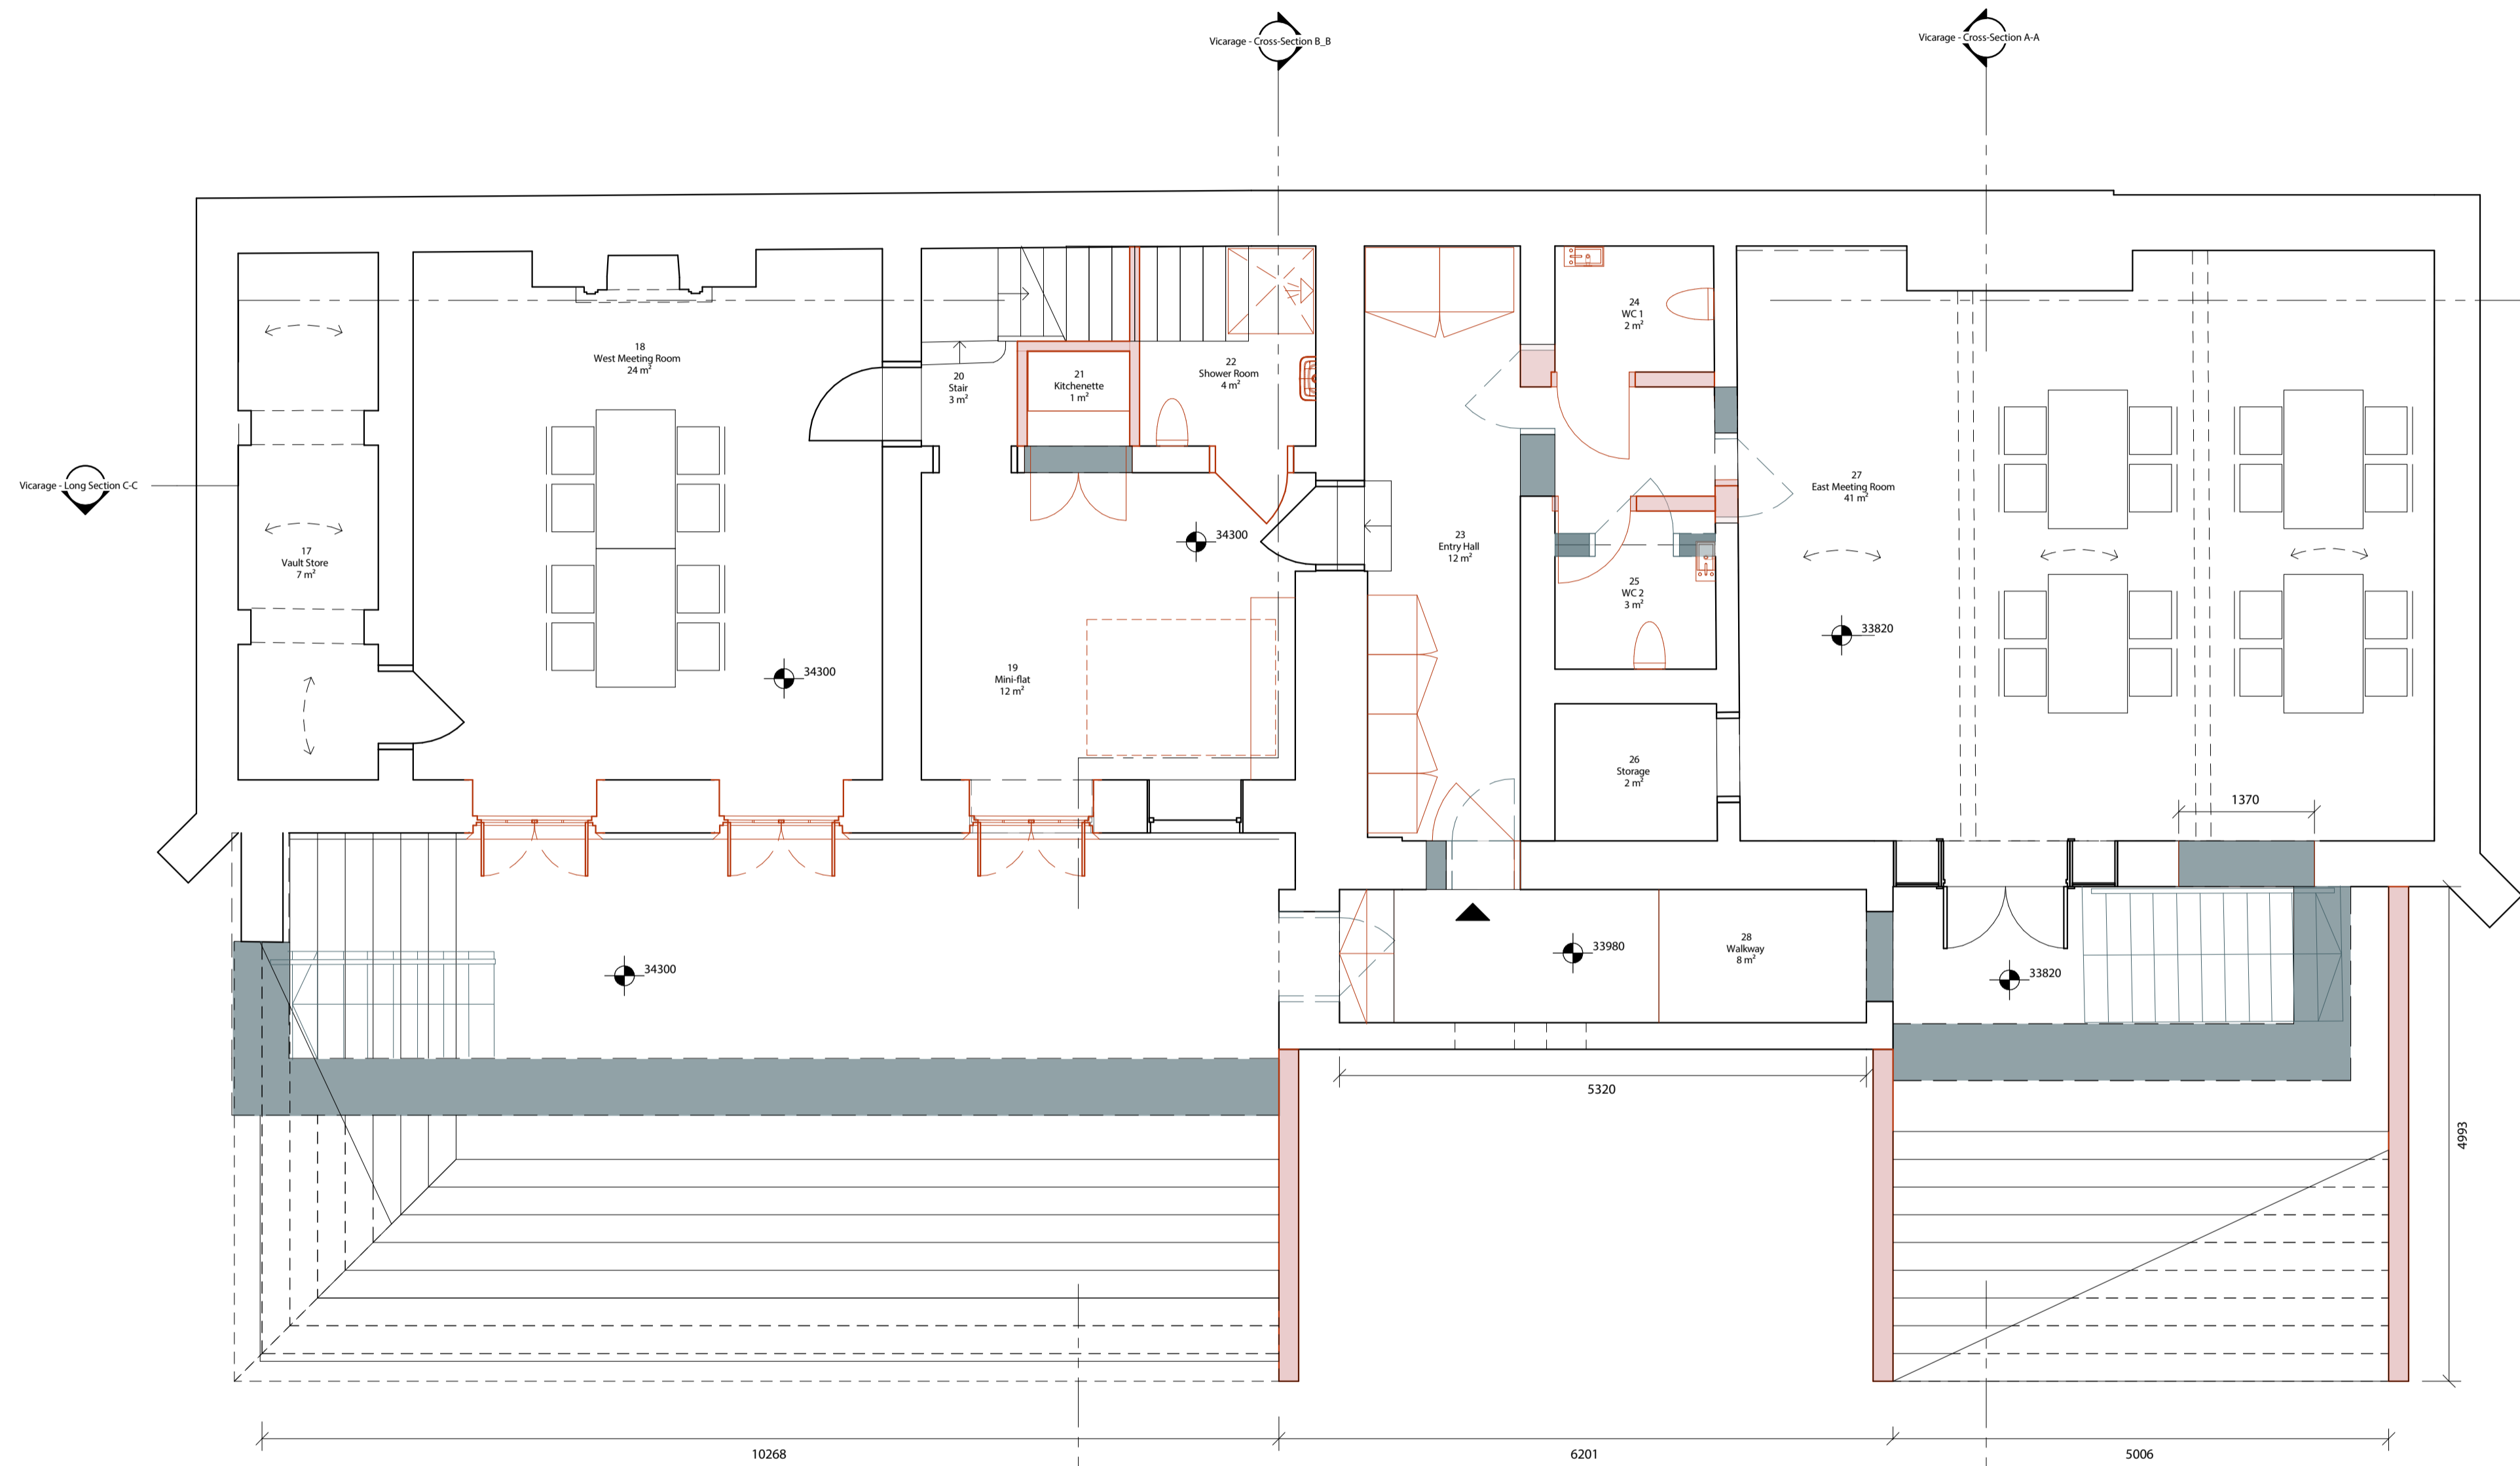 Vicarage - Cross-Section B_B
Vicarage - Cross-Section A-A
Vicarage - Long Section C-C
17
Vault Store
7 m²
18
West Meeting Room
24 m²
34300
20
Stair
3 m²
21
Kitchenette
1 m²
22
Shower Room
4 m²
34300
19
Mini-flat
12 m²
23
Entry Hall
12 m²
24
WC 1
2 m²
25
WC 2
3 m²
26
Storage
2 m²
27
East Meeting Room
41 m²
33820
1370
34300
33980
28
Walkway
8 m²
33820
5320
4993
10268
6201
5006